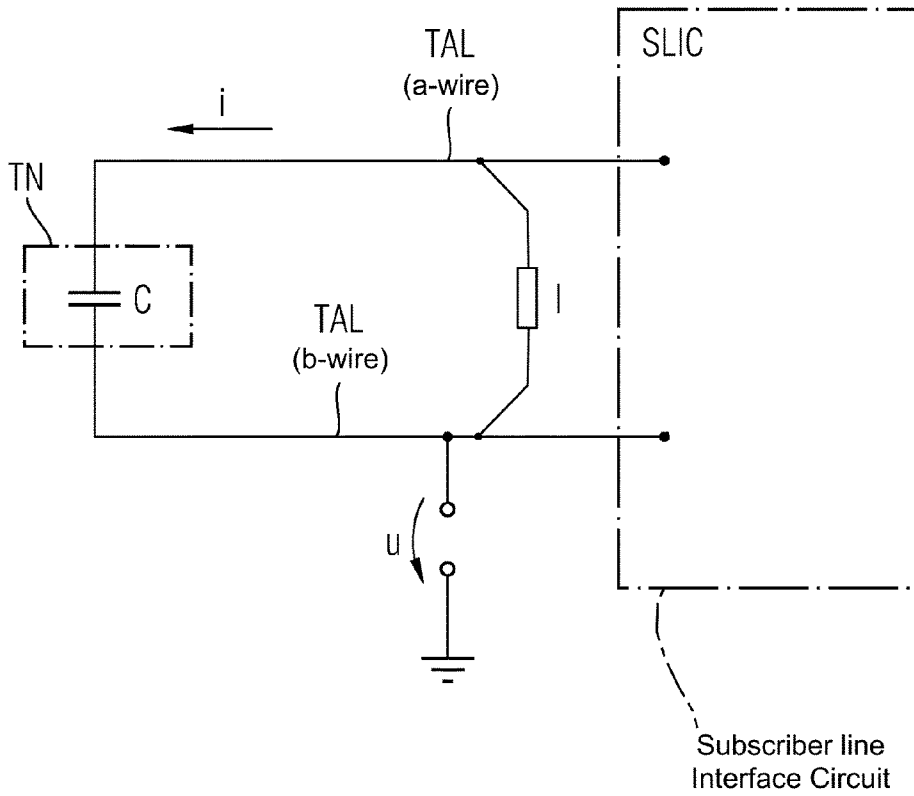 SLIC
TAL
(a-wire)
i
TN
C
I
TAL
(b-wire)
u
Subscriber line
Interface Circuit